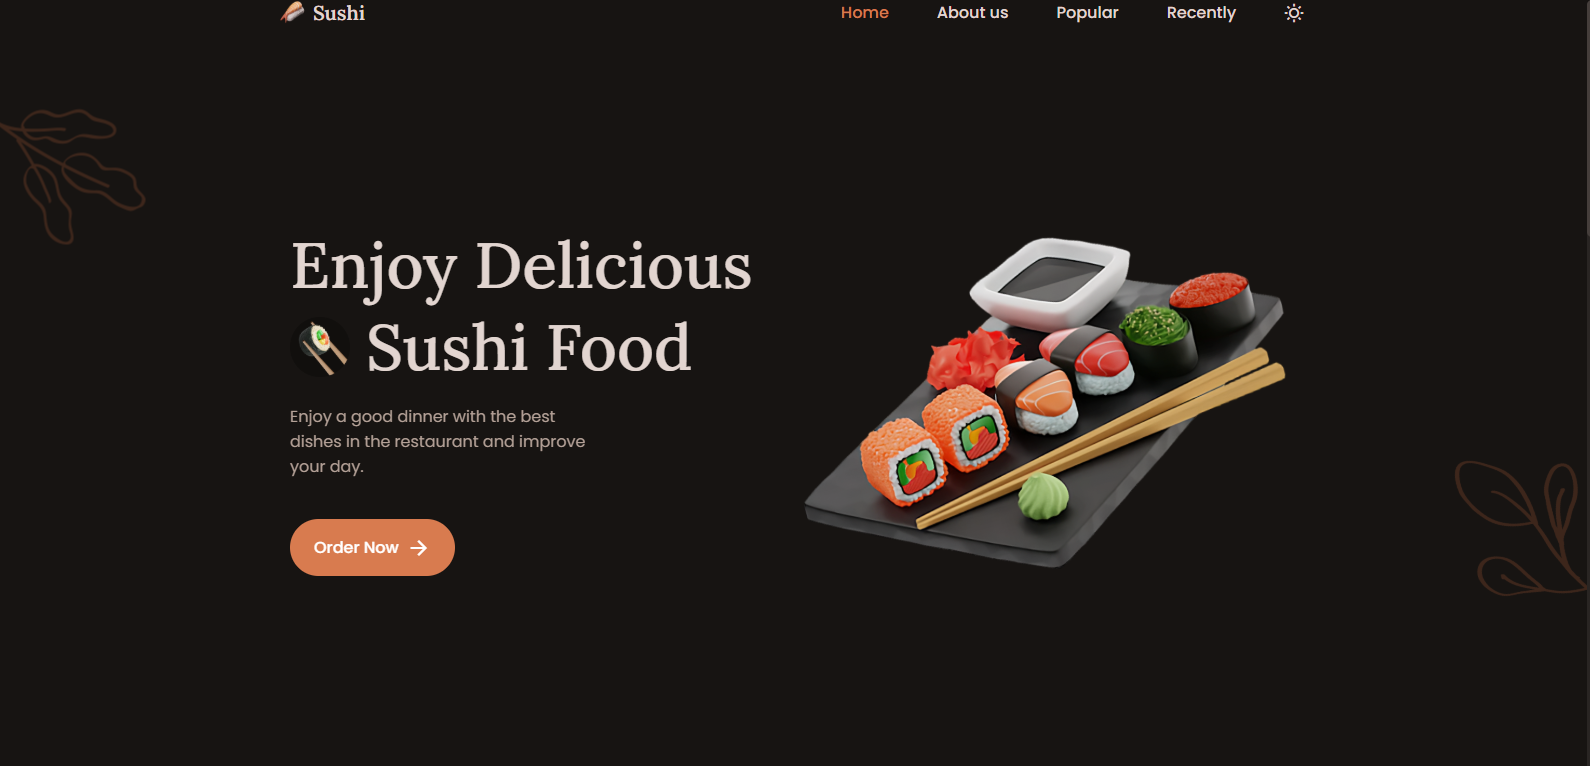 Sushi
Home About us Popular Recently
Enjoy Delicious
Sushi Food
Enjoy a good dinner with the best
dishes in the restaurant and improve
your day.
Order Now